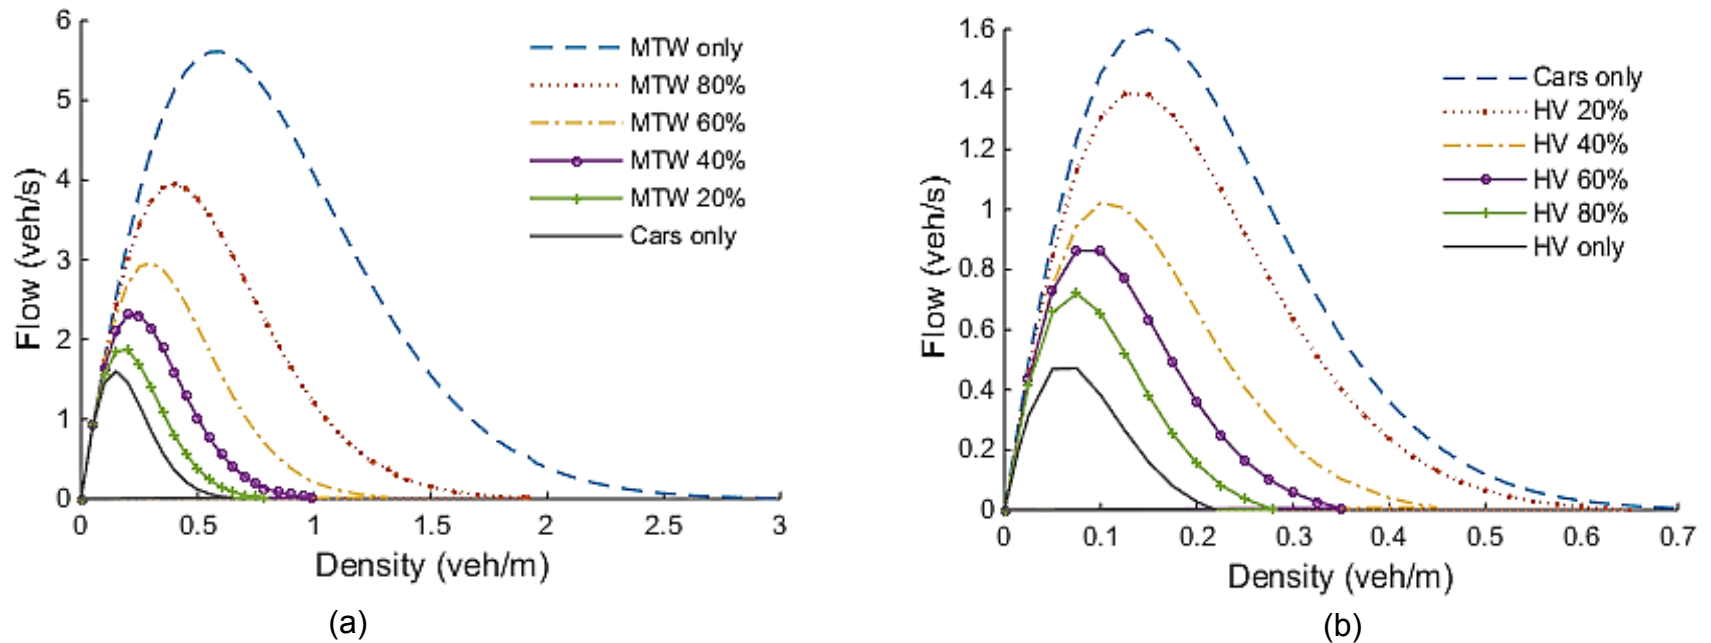 6
5
4
3
2
1
0
Flow (veh/s)
0
0.5
1
1.5
2
2.5
3
Density (veh/m)
MTW only
MTW 80%
MTW 60%
MTW 40%
MTW 20%
Cars only
(a)
1.6
1.4
1.2
1
0.8
0.6
0.4
0.2
0
Flow (veh/s)
0
0.1
0.2
0.3
0.4
0.5
0.6
0.7
Density (veh/m)
Cars only
HV 20%
HV 40%
HV 60%
HV 80%
HV only
(b)